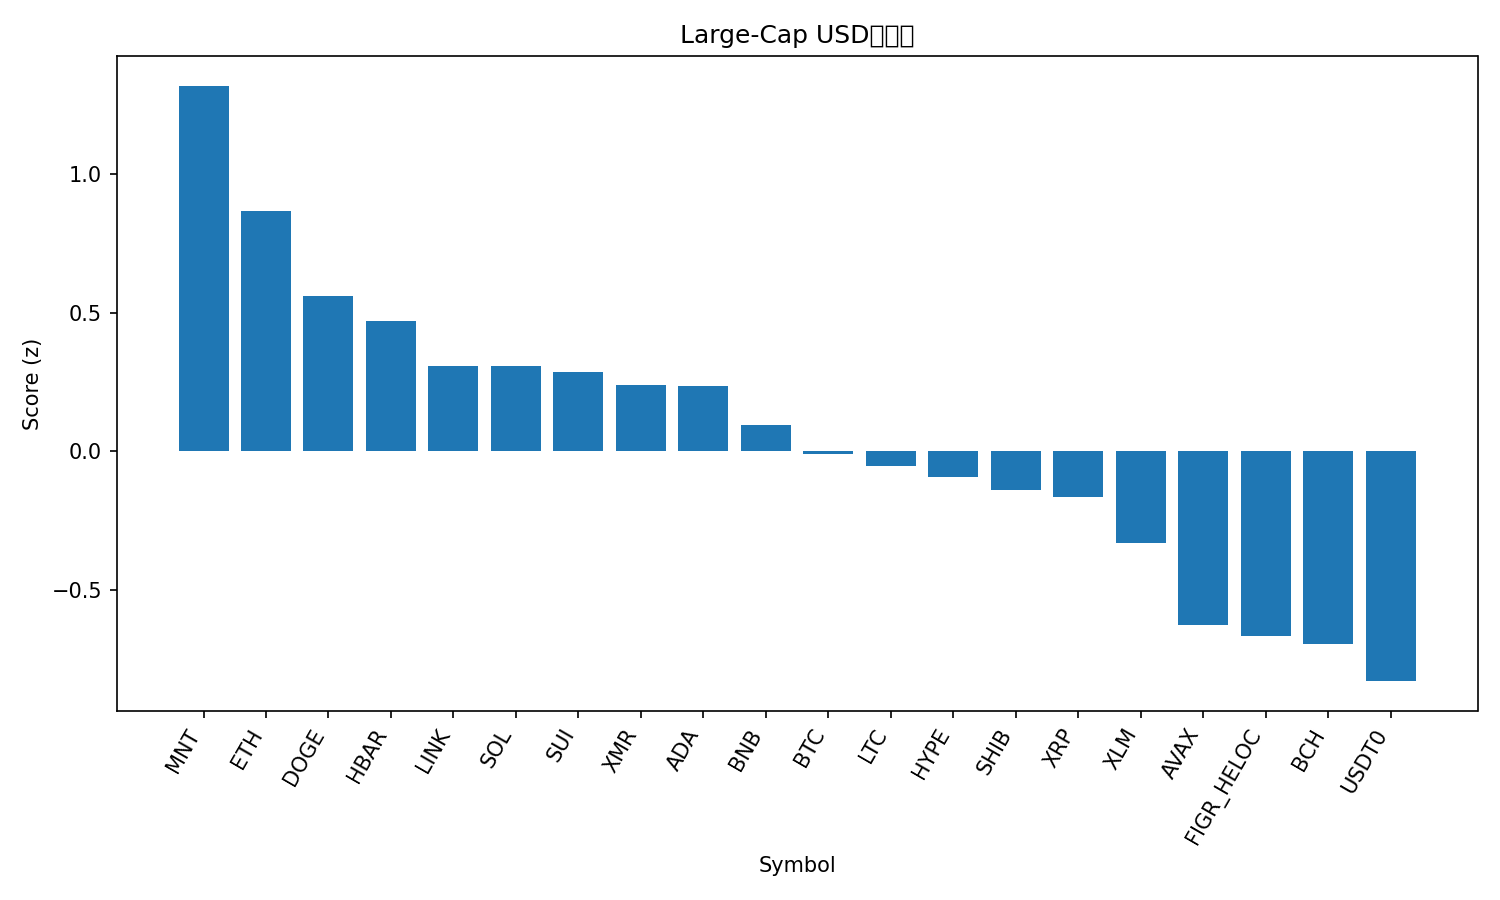 Large-Cap USD
Score (z)
1.0
0.5
0.0
−0.5
MNT
ETH
DOGE
HBAR
LINK
SOL
SUI
XMR
ADA
BNB
BTC
LTC
HYPE
SHIB
XRP
XLM
AVAX
FIGR_HELOC
BCH
USDT0
Symbol